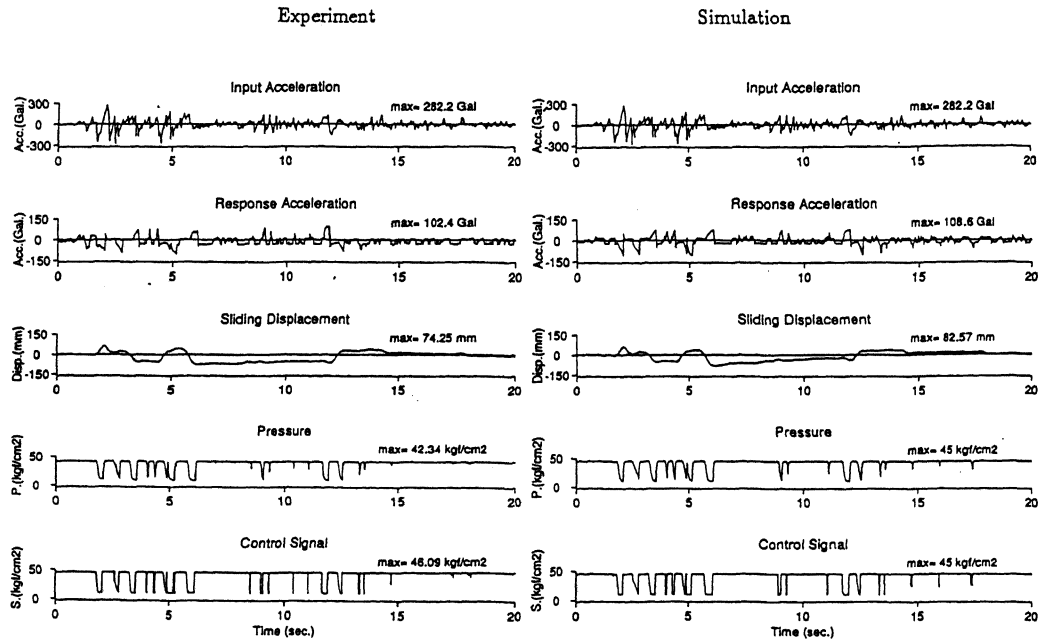 Experiment
Input Acceleration
max= 282.2 Gal
Acc.(Gal.)
300
0
-300
0 5 10 15 20
Response Acceleration
max= 102.4 Gal
Acc.(Gal)
150
0
-150
0 5 10 15 20
Sliding Displacement
max= 74.25 mm
Disp.(mm)
150
0
-150
0 5 10 15 20
Pressure
max= 42.34 kgf/cm2
P.(kgf/cm2)
50
0
0 5 10 15 20
Control Signal
max= 46.09 kgf/cm2
S.(kgf/cm2)
50
0
0 5 10 15 20
Time (sec.)
Simulation
Input Acceleration
max= 282.2 Gal
Acc.(Gal.)
300
0
-300
0 5 10 15 20
Response Acceleration
max= 108.6 Gal
Acc.(Gal)
150
0
-150
0 5 10 15 20
Sliding Displacement
max= 82.57 mm
Disp.(mm)
150
0
-150
0 5 10 15 20
Pressure
max= 45 kgf/cm2
P.(kgf/cm2)
50
0
0 5 10 15 20
Control Signal
max= 45 kgf/cm2
S.(kgf/cm2)
50
0
0 5 10 15 20
Time (sec.)